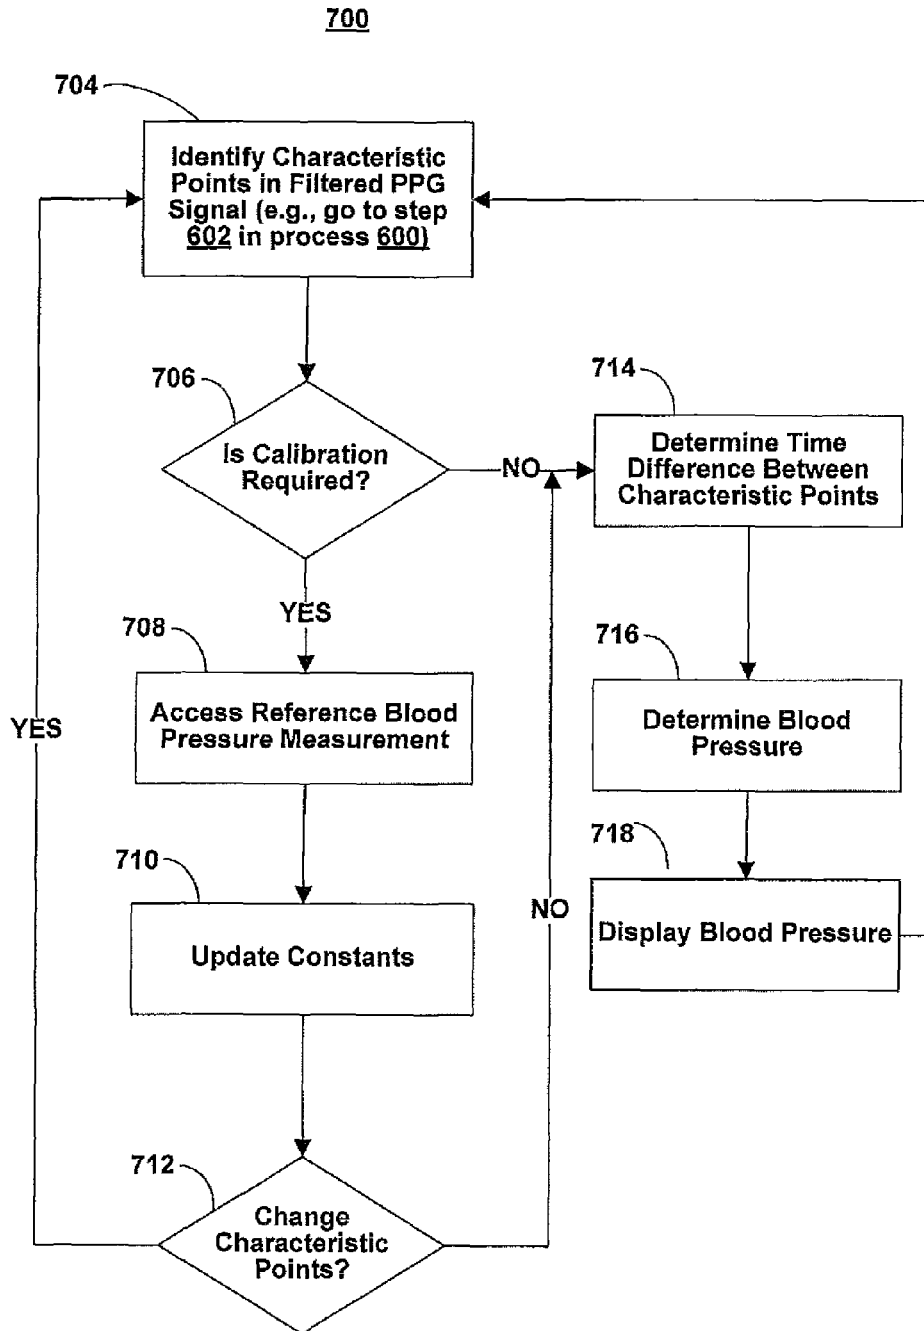 700
704
Identify Characteristic
Points in Filtered PPG
Signal (e.g., go to step
602 in process 600)
706
Is Calibration
Required?
NO
YES
708
Access Reference Blood
Pressure Measurement
710
Update Constants
712
Change
Characteristic
Points?
YES
NO
714
Determine Time
Difference Between
Characteristic Points
716
Determine Blood
Pressure
718
Display Blood Pressure